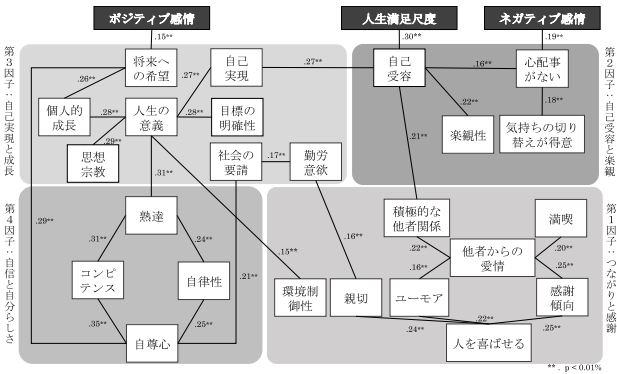 ポジティブ感情
人生満足尺度
ネガティブ感情
.15**
.30**
.19**
第3因子：自己実現と成長
将来へ
の希望
自己
実現
.27**
自己
受容
.16**
心配事
がない
第2因子：自己受容と楽観
.26**
.27**
.22**
.18**
個人的
成長
.28**
人生の
意義
.28**
目標の
明確性
楽観性
気持ちの切り
替えが得意
.29**
思想
宗教
.21**
社会の
要請
.17**
勤労
意欲
.31**
第4因子：自信と自分らしさ
熟達
積極的な
他者関係
満喫
第1因子：つながりと感謝
.29**
.31**
.24**
.15**
.16**
.22**
他者からの
愛情
.20**
.16**
.25**
コンピ
テンス
自律性
.21**
環境制
御性
親切
ユーモア
感謝
傾向
.35**
.25**
.24**
.22**
.25**
自尊心
人を喜ばせる
**．p < 0.01%